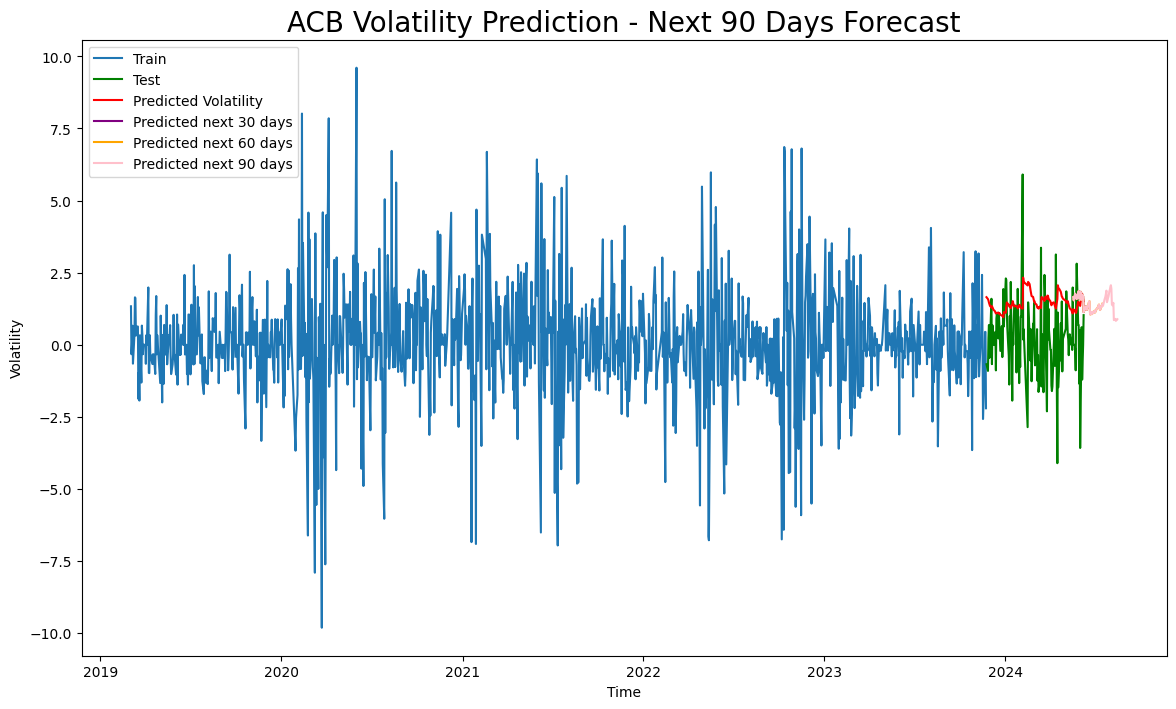 ACB Volatility Prediction - Next 90 Days Forecast
Train
Test
Predicted Volatility
Predicted next 30 days
Predicted next 60 days
Predicted next 90 days
Volatility
10.0
7.5
5.0
2.5
0.0
−2.5
−5.0
−7.5
−10.0
2019 2020 2021 2022 2023 2024
Time